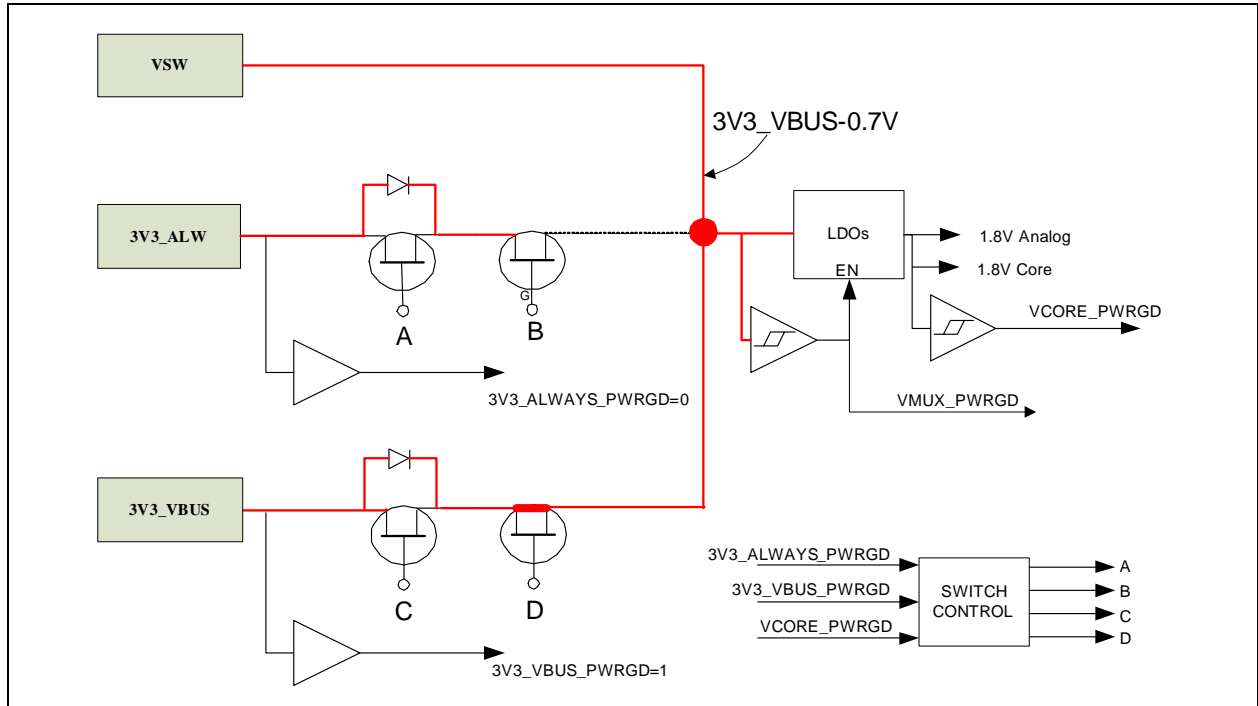 VSW
3V3_VBUS-0.7V
3V3_ALW
LDOs
EN
1.8V Analog
1.8V Core
G
A
B
VCORE_PWRGD
3V3_ALWAYS_PWRGD=0
VMUX_PWRGD
3V3_VBUS
C
D
3V3_VBUS_PWRGD=1
3V3_ALWAYS_PWRGD
3V3_VBUS_PWRGD
VCORE_PWRGD
SWITCH
CONTROL
A
B
C
D